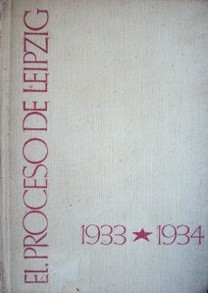 EL PROCESO DE LEIPZIG
1933 ★ 1934